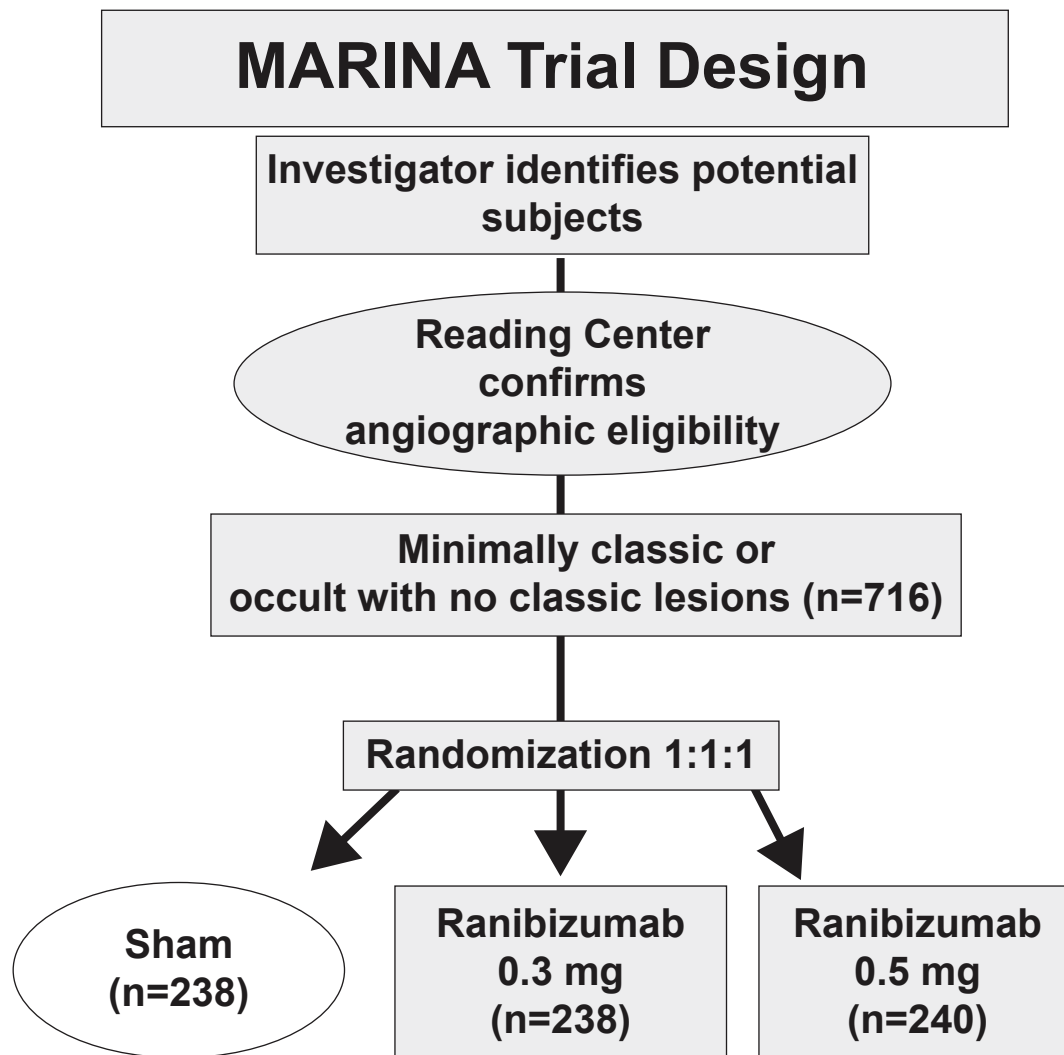 MARINA Trial Design
Investigator identifies potential
subjects
Reading Center
confirms
angiographic eligibility
Minimally classic or
occult with no classic lesions (n=716)
Randomization 1:1:1
Sham
(n=238)
Ranibizumab
0.3 mg
(n=238)
Ranibizumab
0.5 mg
(n=240)